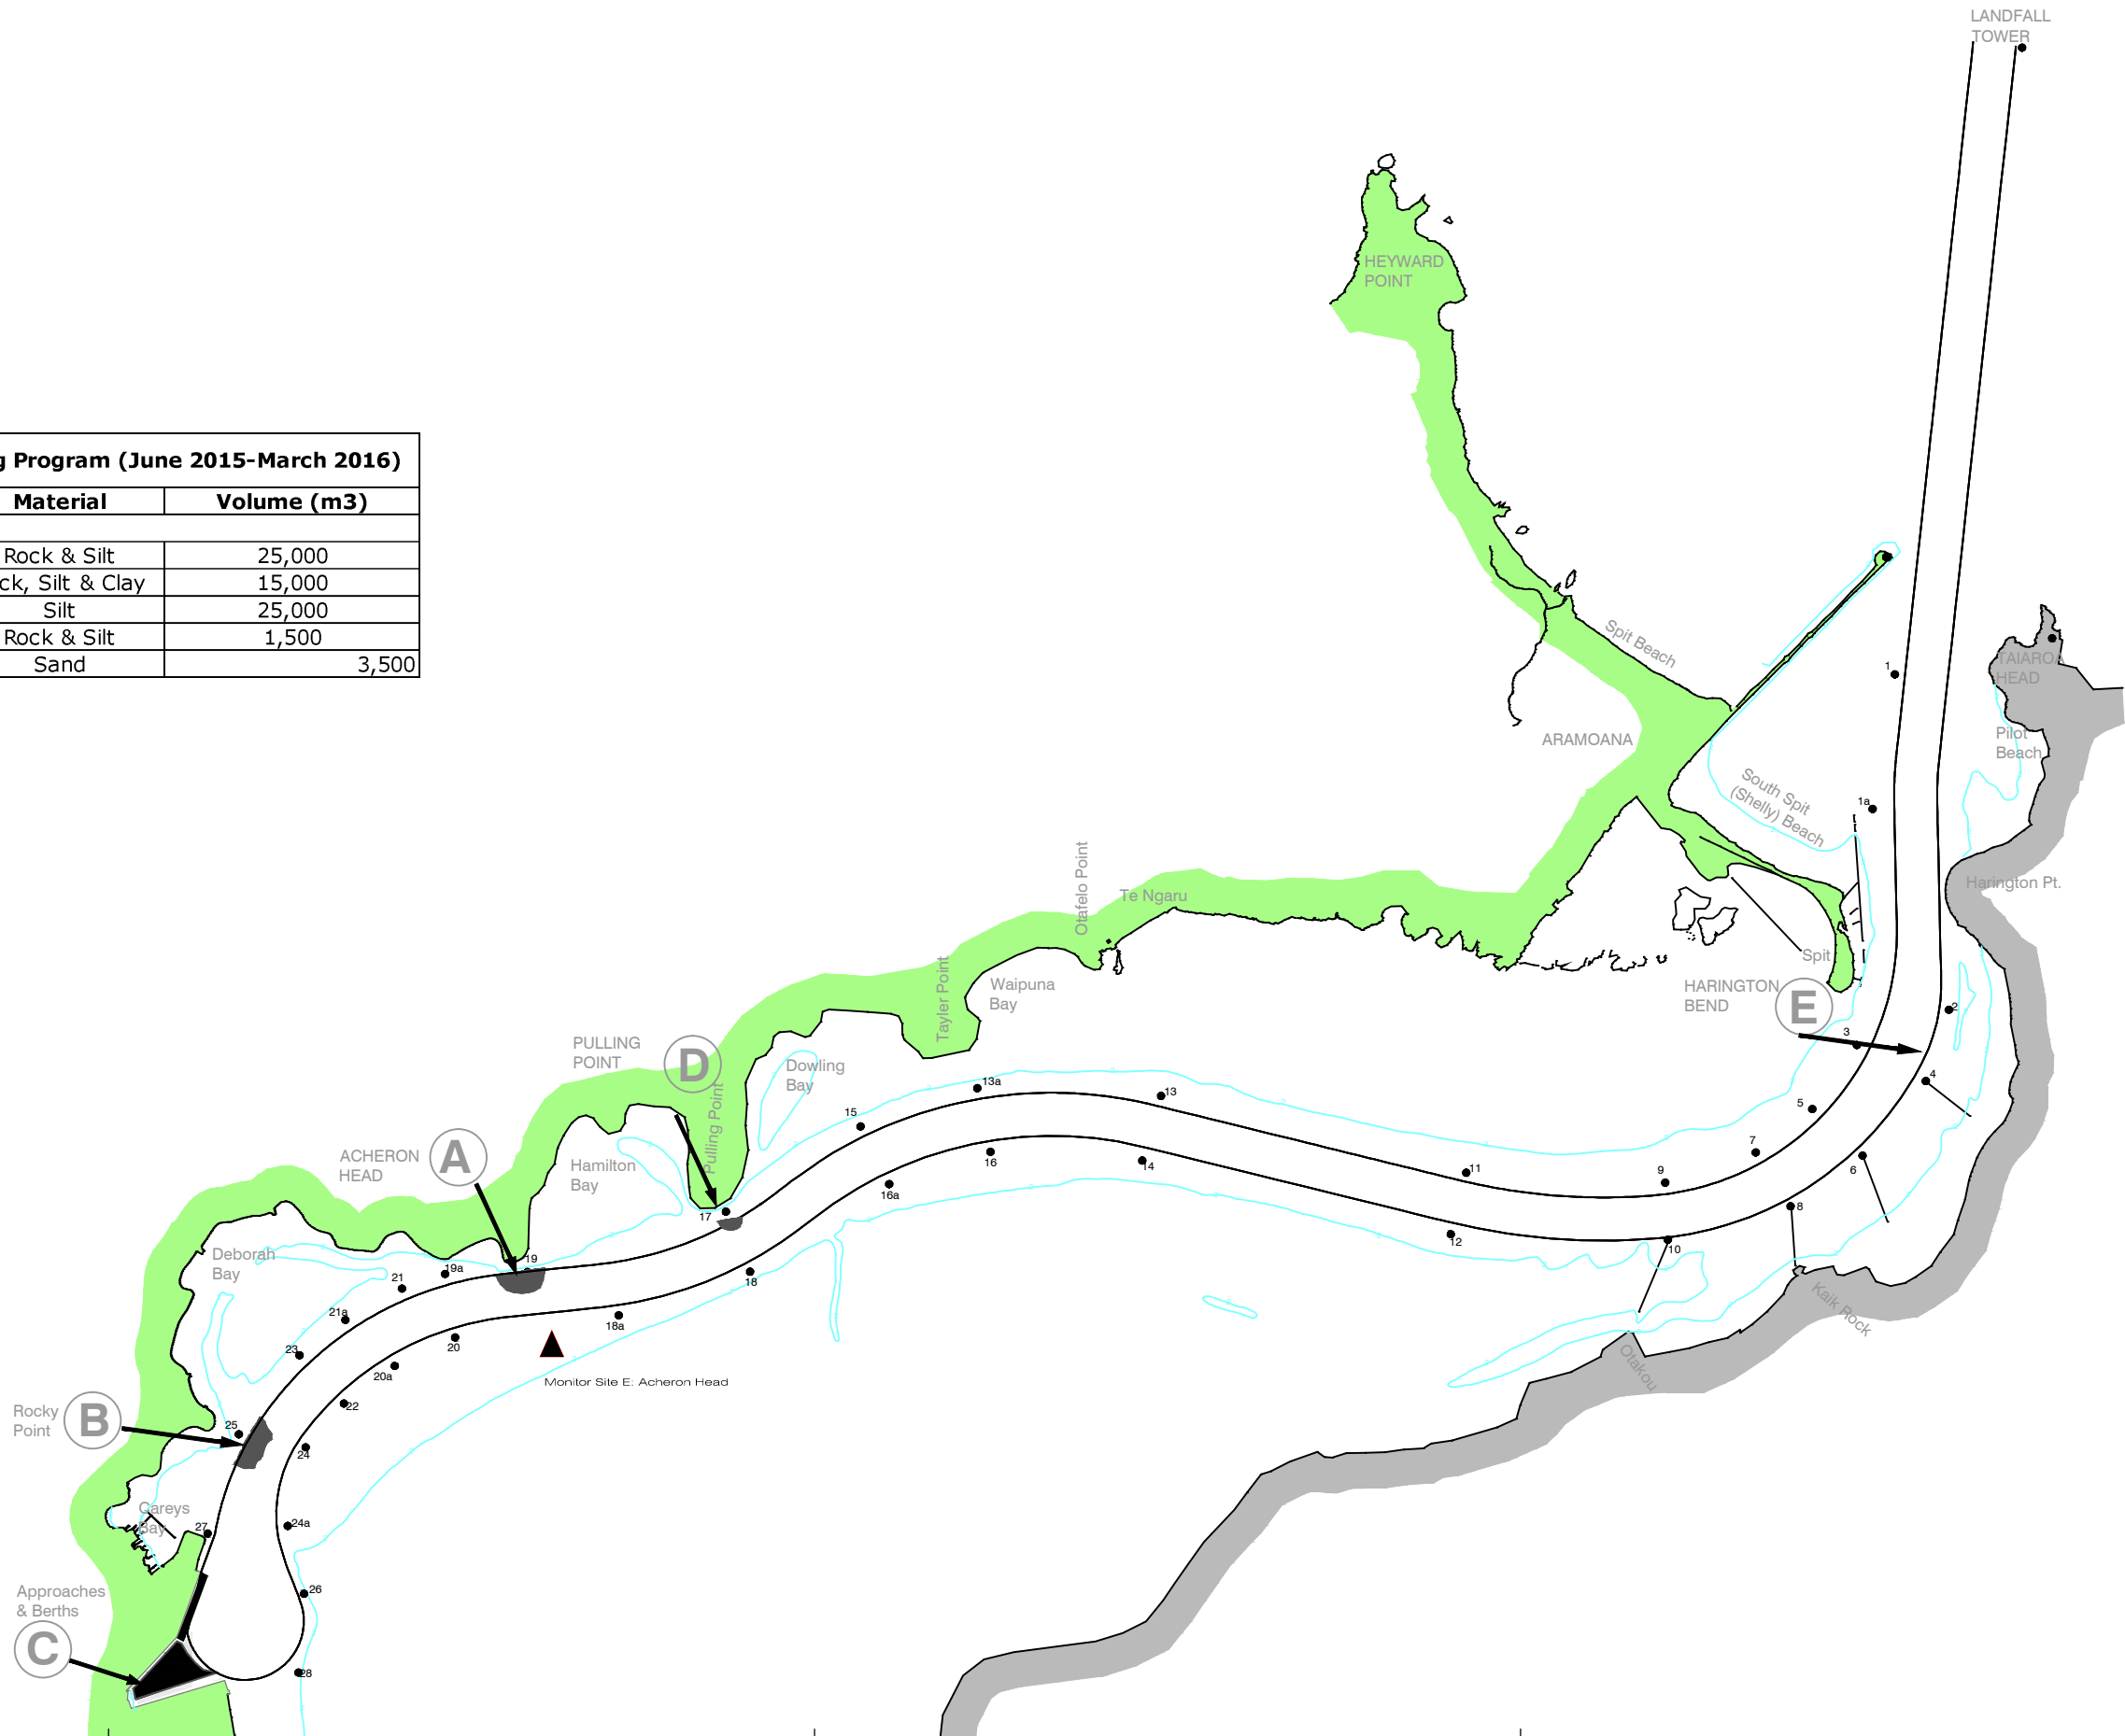 LANDFALL
TOWER
HEYWARD
POINT
g Program (June 2015-March 2016)
Material Volume (m3)
Rock & Silt 25,000
ck, Silt & Clay 15,000
Silt 25,000
Rock & Silt 1,500
Sand 3,500
Spit Beach
TAIAROA
HEAD
1
ARAMOANA
Pilot
Beach
South Spit
(Shelly) Beach
1a
Harington Pt.
Otafelo Point
Te Ngaru
Spit
Tayler Point
Waipuna
Bay
HARINGTON
BEND
E
2
3
PULLING
POINT
D
Pulling Point
Dowling
Bay
13a
13
4
5
15
7
6
ACHERON
HEAD
A
Hamilton
Bay
16
14
11
9
16a
8
17
12
10
Deborah
Bay
19
19a
21
18
Kaik Rock
21a
18a
20
23
20a
Otakou
Monitor Site E: Acheron Head
22
Rocky
Point
B
25
24
Careys
Bay
27
24a
Approaches
& Berths
26
C
28